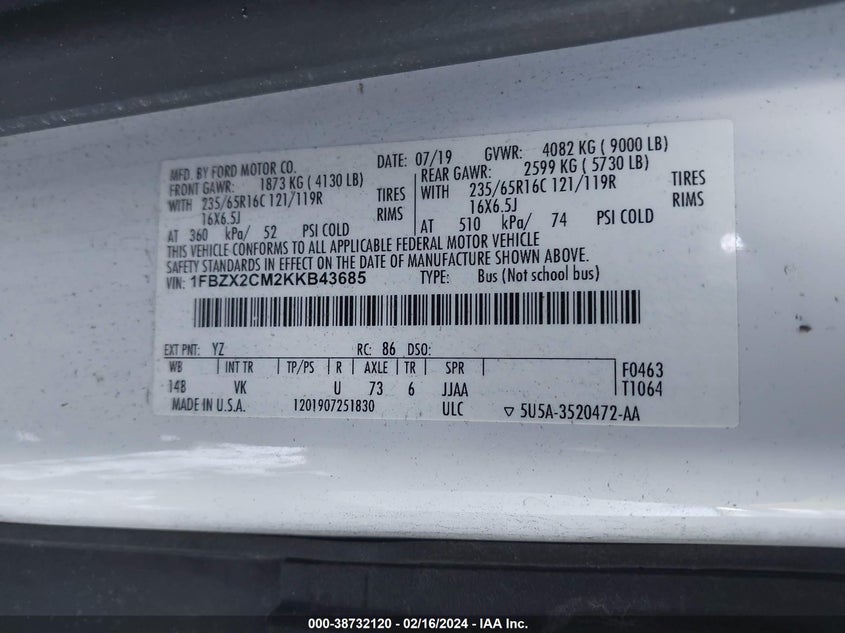 MFD. BY FORD MOTOR CO. DATE: 07/19 GVWR: 4082 KG ( 9000 LB)
FRONT GAWR: 1873 KG ( 4130 LB) REAR GAWR: 2599 KG ( 5730 LB)
WITH 235/65R16C 121/119R TIRES WITH 235/65R16C 121/119R TIRES
16X6.5J RIMS 16X6.5J RIMS
AT 360 kPa/ 52 PSI COLD AT 510 kPa/ 74 PSI COLD
THIS VEHICLE CONFORMS TO ALL APPLICABLE FEDERAL MOTOR VEHICLE
SAFETY STANDARDS IN EFFECT ON THE DATE OF MANUFACTURE SHOWN ABOVE.
VIN: 1FBZX2CM2KKB43685 TYPE: Bus (Not school bus)
EXT PNT: YZ RC: 86 DSO:
WB INT TR TP/PS R AXLE TR SPR F0463
148 VK U 73 6 JJAA T1064
MADE IN U.S.A. 1201907251830 ULC ▽ 5U5A-3520472-AA
000-38732120 - 02/16/2024 - IAA Inc.